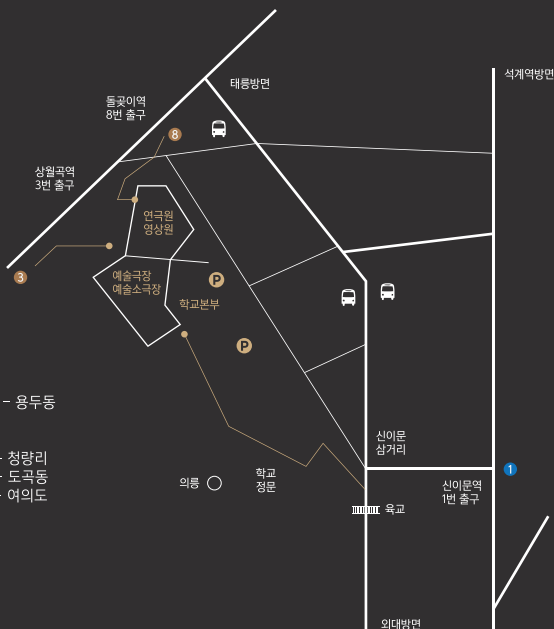 석계역방면
태릉방면
돌곶이역
8번 출구
8
상월곡역
3번 출구
연극원
영상원
3
예술극장
예술소극장
P
학교본부
P
- 용두동
- 청량리
- 도곡동
- 여의도
신이문
삼거리
1
의릉
학교
정문
신이문역
1번 출구
육교
외대방면